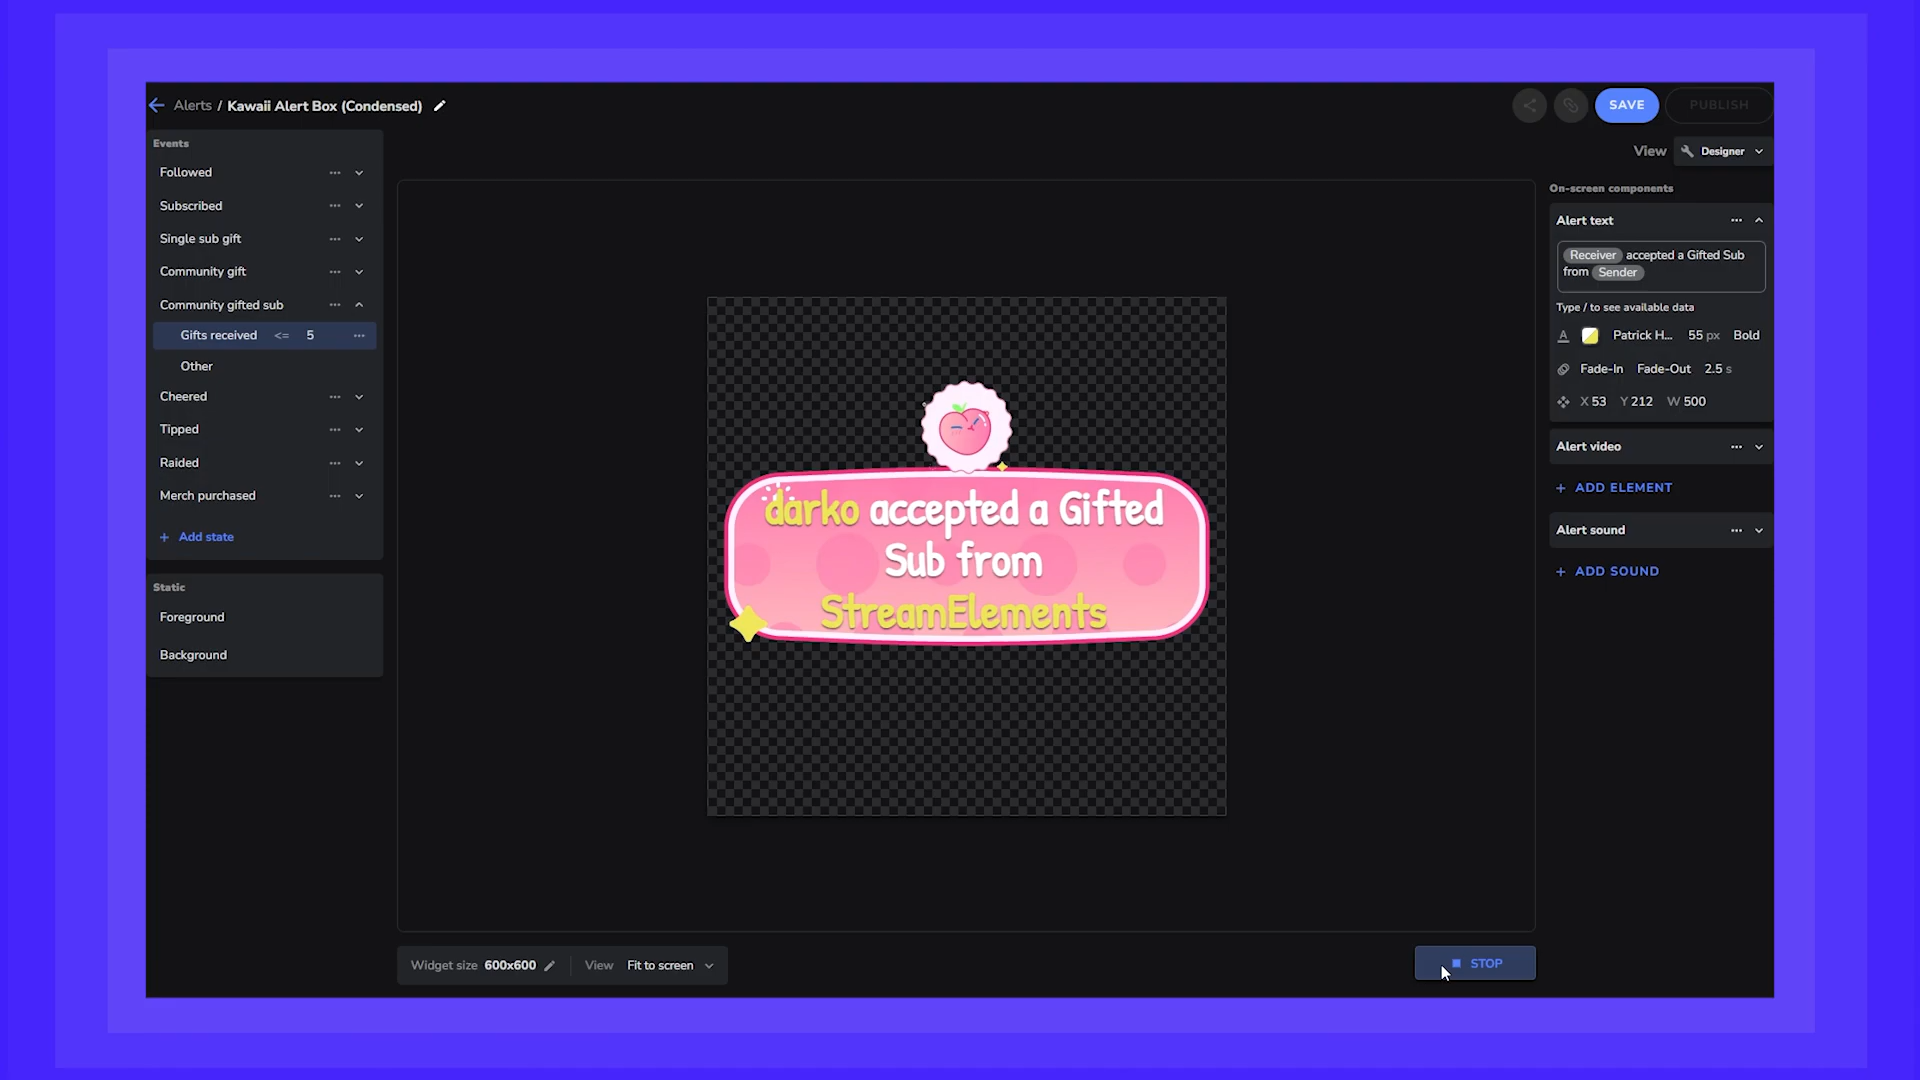 Alerts / Kawaii Alert Box (Condensed)
SAVE
PUBLISH
View Designer
Events
Followed
Subscribed
Single sub gift
Community gift
Community gifted sub
Gifts received <= 5
Other
Cheered
Tipped
Raided
Merch purchased
+ Add state
Static
Foreground
Background
darko accepted a Gifted
Sub from
StreamElements
Widget size 600x600
View Fit to screen
STOP
On-screen components
Alert text
Receiver accepted a Gifted Sub
from Sender
Type / to see available data
A Patrick H... 55 px Bold
Fade-In Fade-Out 2.5 s
X 53 Y 212 W 500
Alert video
+ ADD ELEMENT
Alert sound
+ ADD SOUND